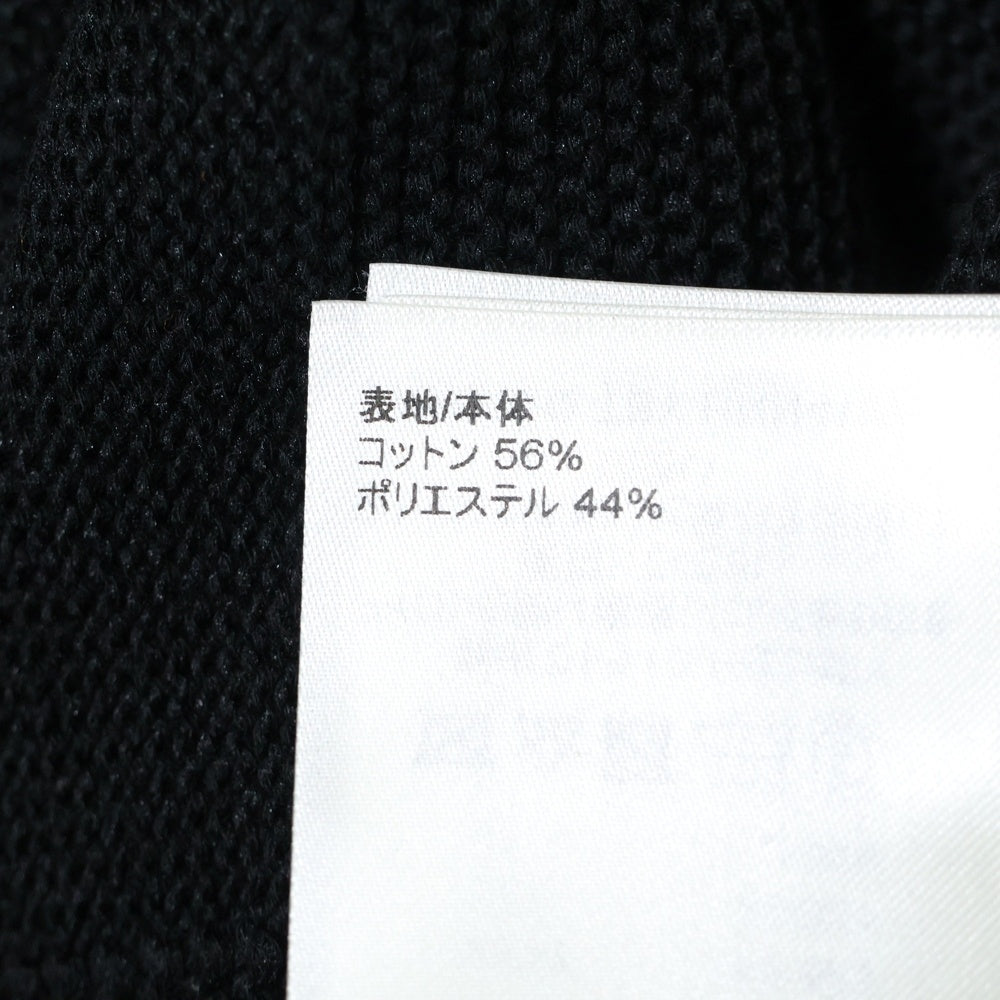 表地/本体
コットン 56%
ポリエステル 44%